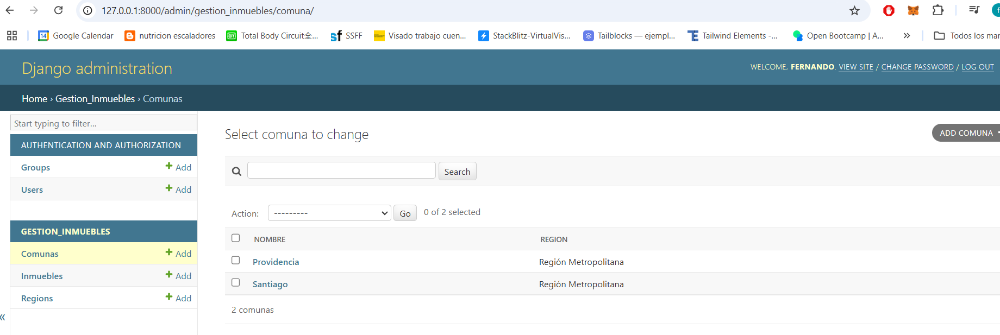 127.0.0.1:8000/admin/gestion_inmuebles/comuna/
14 Google Calendar nutricion escaladores Total Body Circuit全... SSFF Visado trabajo cuen... StackBlitz-VirtualVis... Tailblocks — ejempl... Tailwind Elements -... Open Bootcamp | A... » Todos los mar
Django administration
WELCOME, FERNANDO. VIEW SITE / CHANGE PASSWORD / LOG OUT
Home › Gestion_Inmuebles › Comunas
Start typing to filter...
AUTHENTICATION AND AUTHORIZATION
Groups Add
Users Add
GESTION_INMUEBLES
Comunas Add
Inmuebles Add
Regions Add
«
Select comuna to change
ADD COMUNA
Search
Action: --------- Go 0 of 2 selected
NOMBRE REGION
Providencia Región Metropolitana
Santiago Región Metropolitana
2 comunas